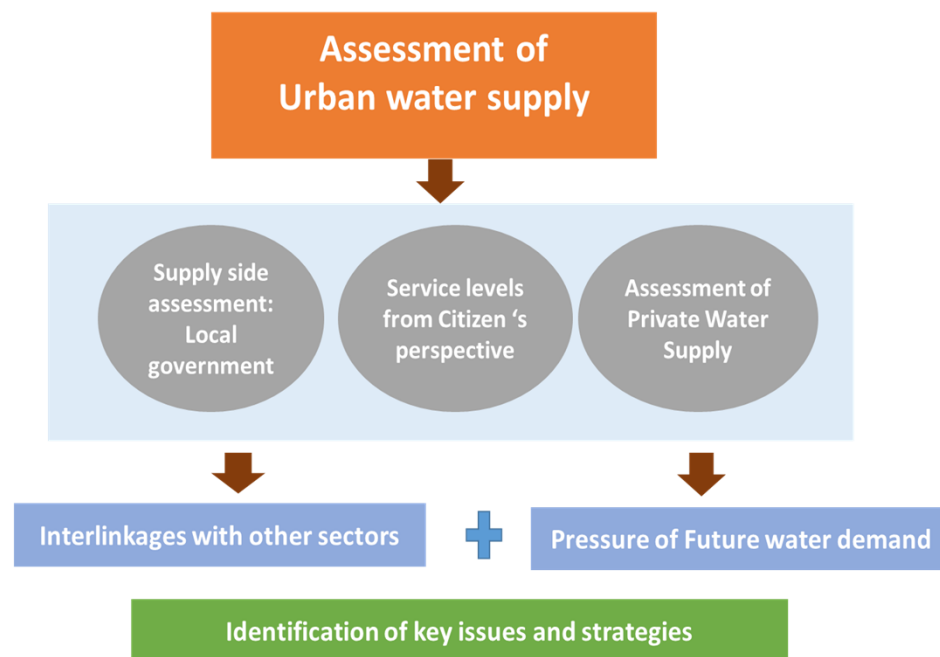 Assessment of
Urban water supply
Supply side
assessment:
Local
government
Service levels
from Citizen ‘s
perspective
Assessment of
Private Water
Supply
Interlinkages with other sectors
Pressure of Future water demand
Identification of key issues and strategies